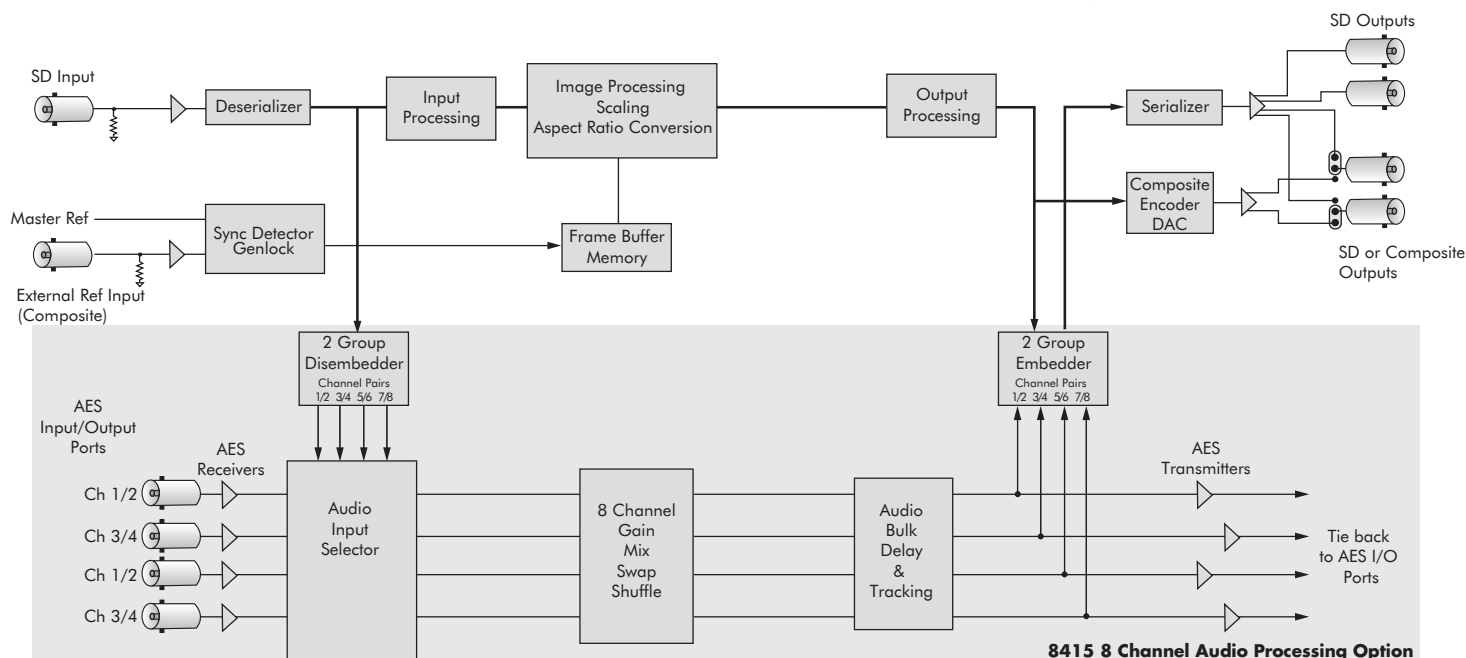 SD Outputs
SD Input
Deserializer
Input
Processing
Image Processing
Scaling
Aspect Ratio Conversion
Output
Processing
Serializer
Master Ref
Sync Detector
Genlock
Frame Buffer
Memory
Composite
Encoder
DAC
SD or Composite
Outputs
External Ref Input
(Composite)
2 Group
Disembedder
Channel Pairs
1/2 3/4 5/6 7/8
2 Group
Embedder
Channel Pairs
1/2 3/4 5/6 7/8
AES
Input/Output
Ports
AES
Receivers
AES
Transmitters
Ch 1/2
Ch 3/4
Ch 1/2
Ch 3/4
Audio
Input
Selector
8 Channel
Gain
Mix
Swap
Shuffle
Audio
Bulk
Delay
&
Tracking
Tie back
to AES I/O
Ports
8415 8 Channel Audio Processing Option